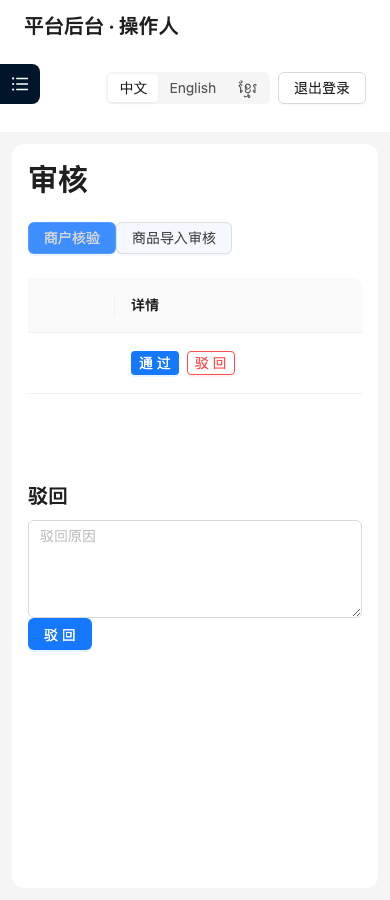 平台后台 · 操作人
中文 English ខ្មែរ 退出登录
审核
商户核验 商品导入审核
详情
通过 驳回
驳回
驳回原因
驳回